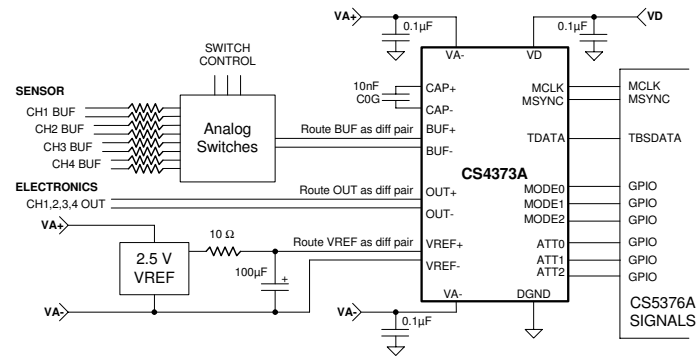 VA+
0.1µF
0.1µF
VD
SWITCH
CONTROL
VA-
VD
SENSOR
CH1 BUF
CH2 BUF
CH3 BUF
CH4 BUF
Analog
Switches
10nF
C0G
CAP+
CAP-
Route BUF as diff pair
BUF+
BUF-
CS4373A
MCLK
MSYNC
MCLK
MSYNC
TDATA
TBSDATA
ELECTRONICS
CH1,2,3,4 OUT
Route OUT as diff pair
OUT+
OUT-
MODE0
MODE1
MODE2
GPIO
GPIO
GPIO
VA+
10 Ω
2.5 V
VREF
100µF
+
Route VREF as diff pair
VREF+
VREF-
ATT0
ATT1
ATT2
GPIO
GPIO
GPIO
VA-
VA-
0.1µF
VA-
DGND
CS5376A
SIGNALS